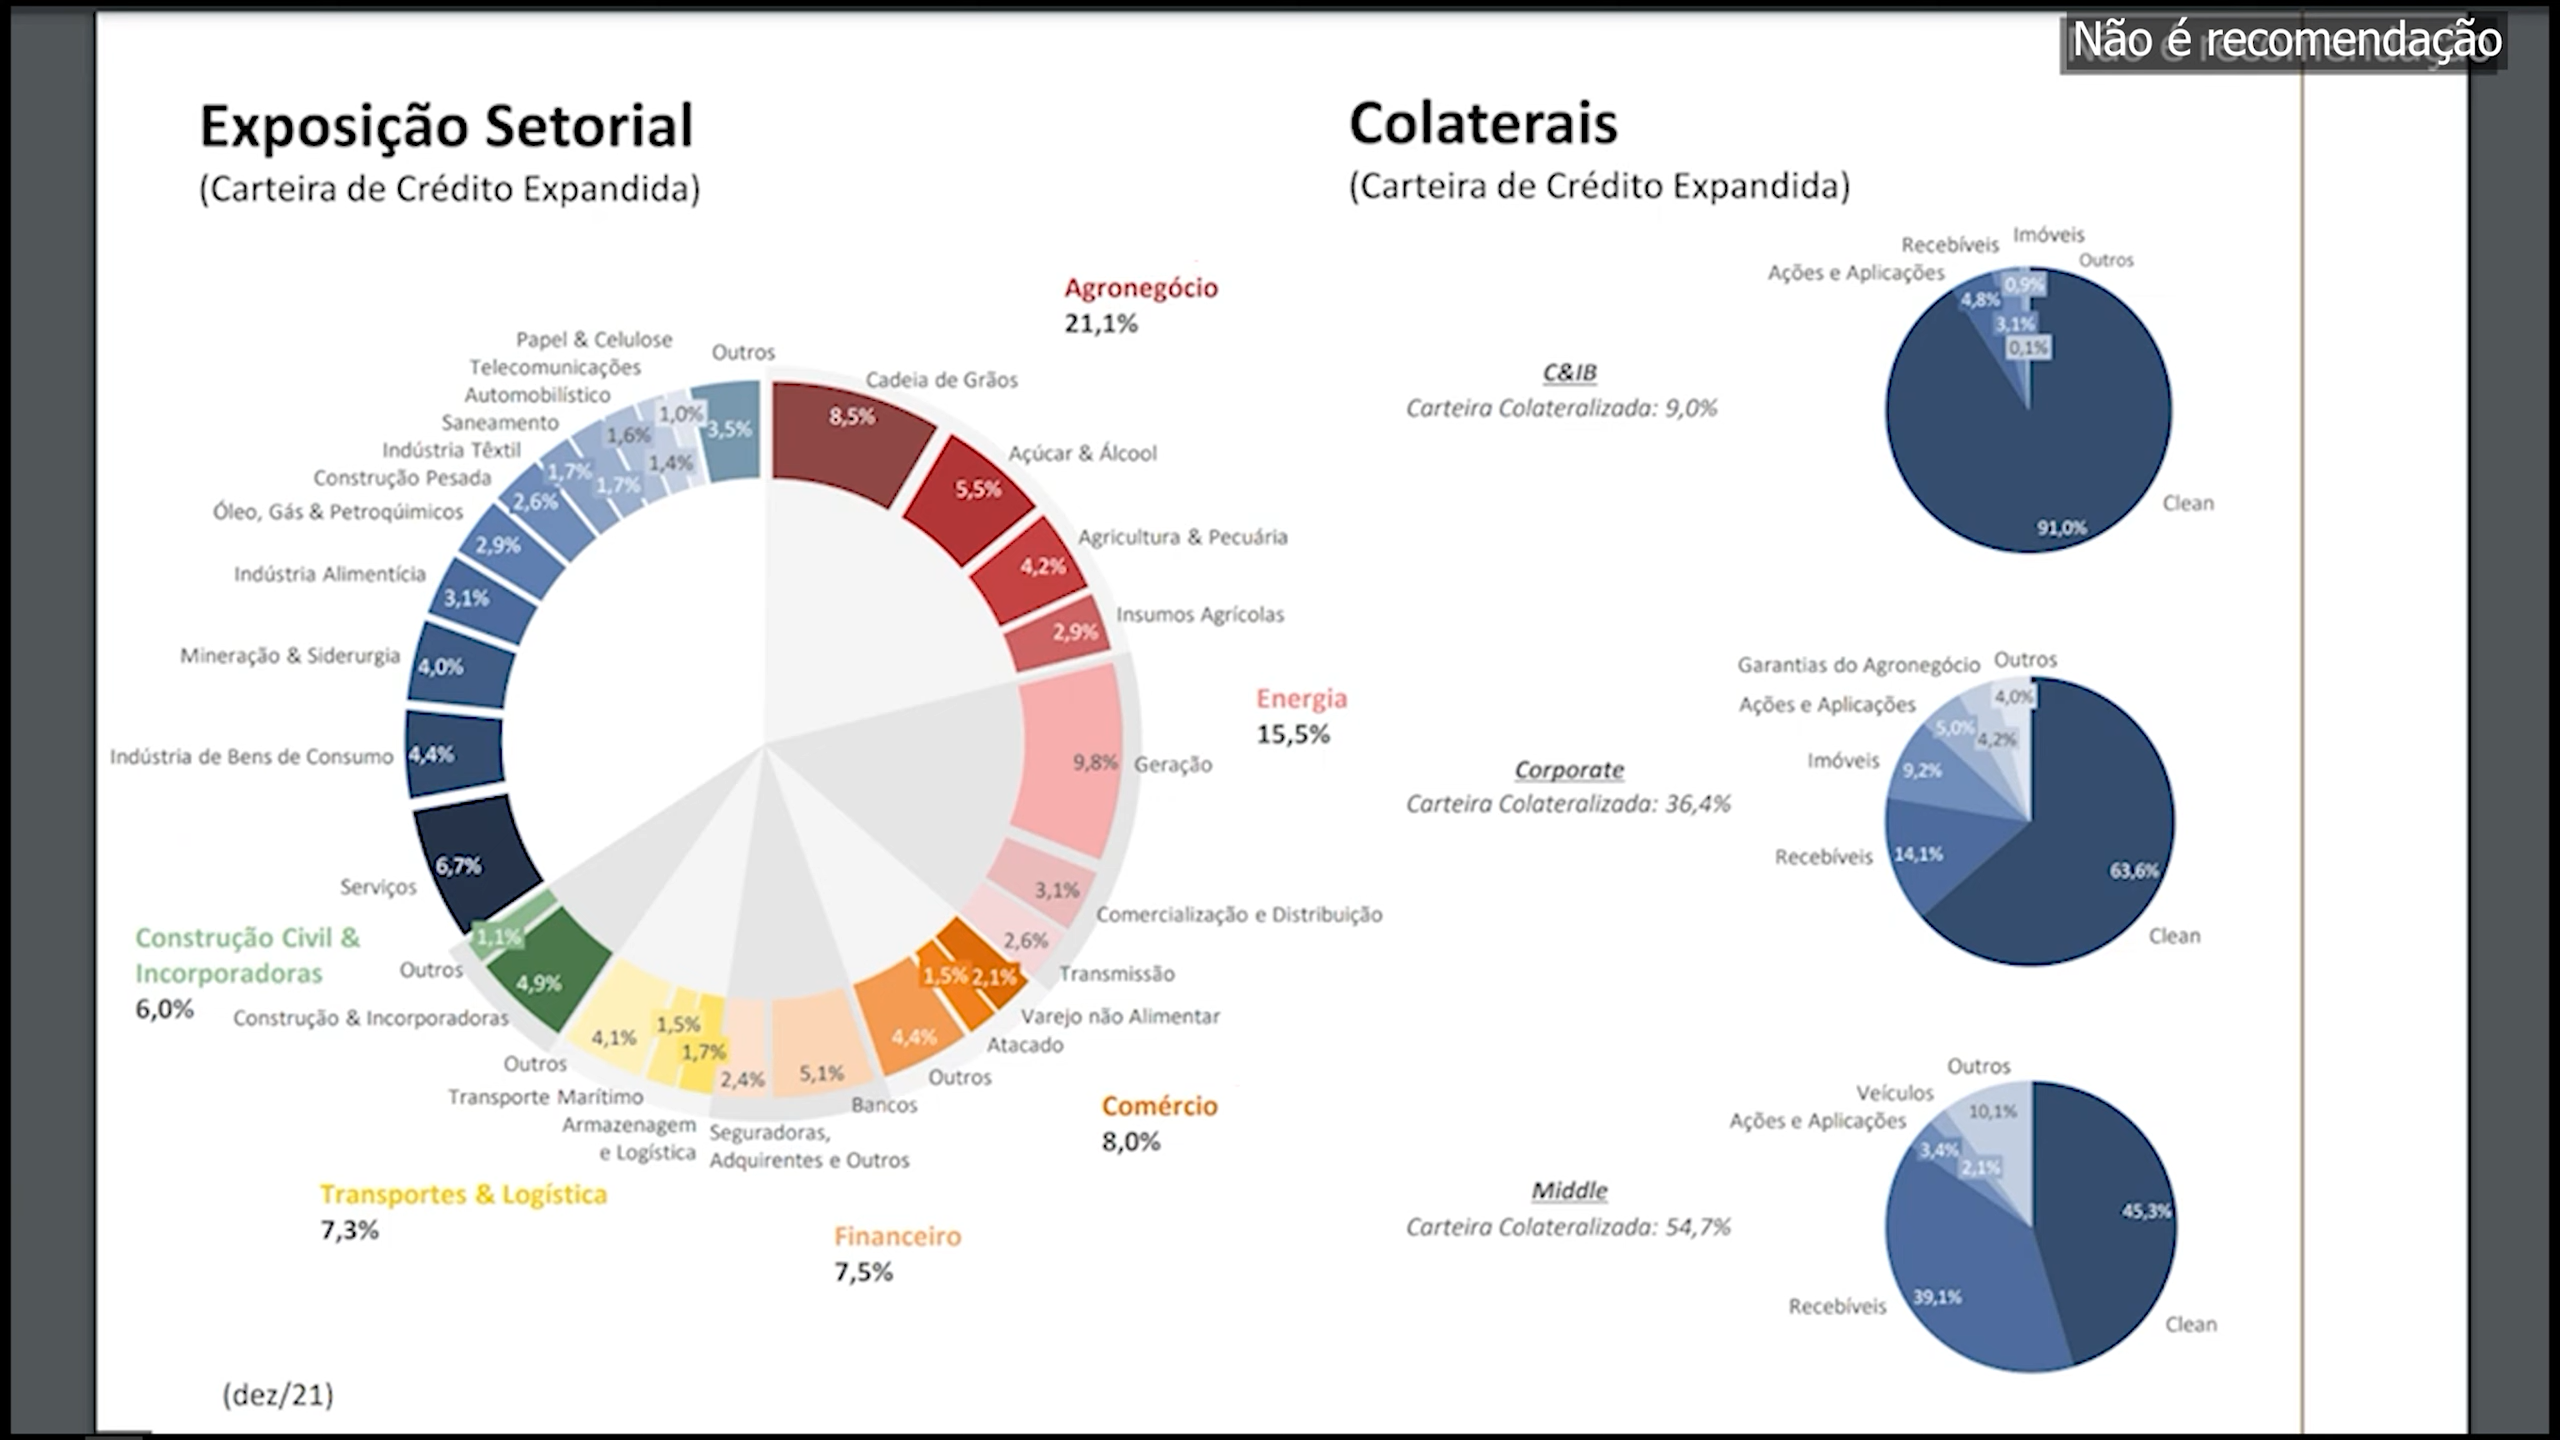 Não é recomendação
Exposição Setorial
(Carteira de Crédito Expandida)
Agronegócio
21,1%
Papel & Celulose
Outros
Telecomunicações
Cadeia de Grãos
Automobilístico
1,0%
8,5%
Saneamento
1,6%
3,5%
Indústria Têxtil
Açúcar & Álcool
1,7%
1,4%
Construção Pesada
1,7%
5,5%
2,6%
Óleo, Gás & Petroqúimicos
Agricultura & Pecuária
2,9%
4,2%
Indústria Alimentícia
3,1%
Insumos Agrícolas
2,9%
Mineração & Siderurgia
4,0%
Energia
15,5%
Indústria de Bens de Consumo
4,4%
9,8%
Geração
6,7%
Serviços
3,1%
Comercialização e Distribuição
Construção Civil &
Incorporadoras
6,0%
1,1%
2,6%
Outros
4,9%
1,5%
2,1%
Transmissão
Construção & Incorporadoras
Varejo não Alimentar
4,1%
1,5%
4,4%
Atacado
1,7%
Outros
2,4%
5,1%
Outros
Transporte Marítimo
Bancos
Comércio
8,0%
Armazenagem
e Logística
Seguradoras,
Adquirentes e Outros
Transportes & Logística
7,3%
Financeiro
7,5%
(dez/21)
Colaterais
(Carteira de Crédito Expandida)
C&IB
Carteira Colateralizada: 9,0%
Imóveis
Recebíveis
Outros
Ações e Aplicações
0,9%
4,8%
3,1%
0,1%
Clean
91,0%
Corporate
Carteira Colateralizada: 36,4%
Outros
Garantias do Agronegócio
4,0%
Ações e Aplicações
5,0%
4,2%
Imóveis
9,2%
Recebíveis
14,1%
63,6%
Clean
Middle
Carteira Colateralizada: 54,7%
Outros
Veículos
10,1%
Ações e Aplicações
3,4%
2,1%
45,3%
39,1%
Recebíveis
Clean